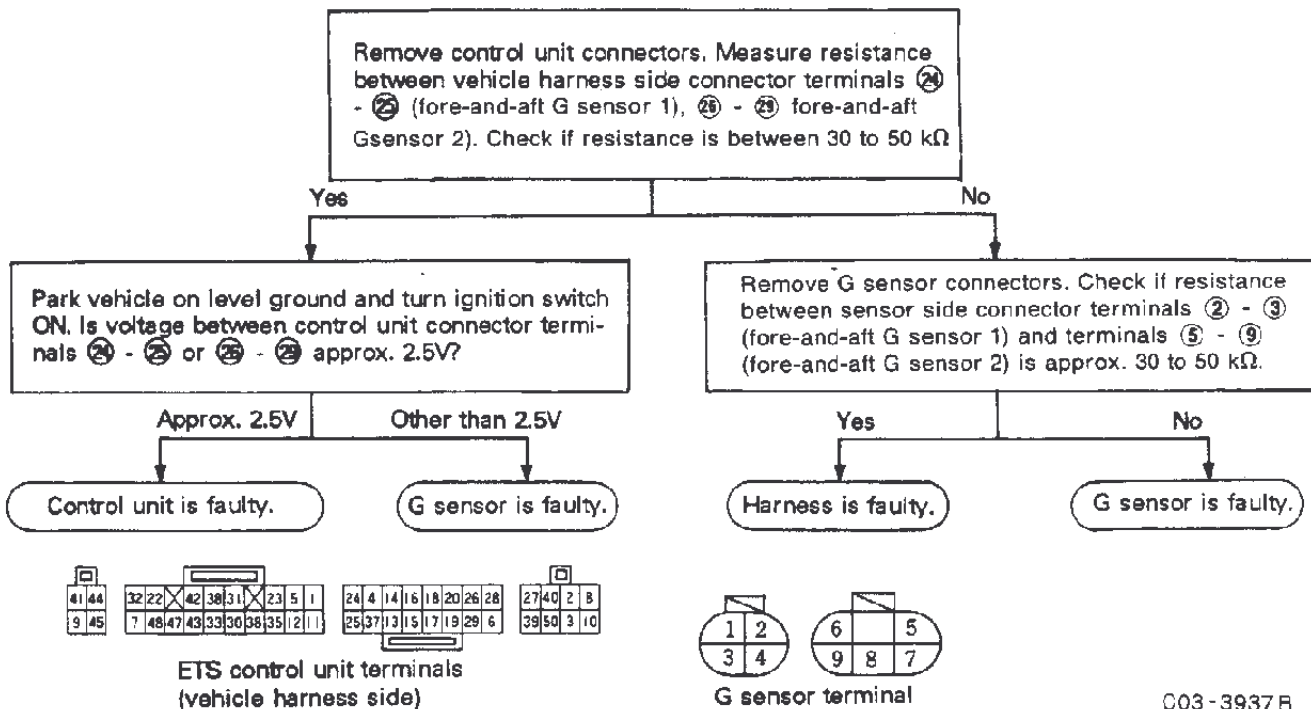 Remove control unit connectors. Measure resistance
between vehicle harness side connector terminals ㉔
- ㉕ (fore-and-aft G sensor 1), ㉖ - ㉙ fore-and-aft
Gsensor 2). Check if resistance is between 30 to 50 kΩ
Yes
No
Park vehicle on level ground and turn ignition switch
ON. Is voltage between control unit connector termi-
nals ㉔ - ㉕ or ㉖ - ㉙ approx. 2.5V?
Remove G sensor connectors. Check if resistance
between sensor side connector terminals ② - ③
(fore-and-aft G sensor 1) and terminals ⑤ - ⑨
(fore-and-aft G sensor 2) is approx. 30 to 50 kΩ.
Approx. 2.5V
Other than 2.5V
Yes
No
Control unit is faulty.
G sensor is faulty.
Harness is faulty.
G sensor is faulty.
41 44
9 45
32 22 42 38 31 23 5 1
7 48 47 43 33 30 36 35 12 11
24 4 14 16 18 20 26 28
25 37 13 15 17 19 29 6
27 40 2 8
39 50 3 10
ETS control unit terminals
(vehicle harness side)
1 2
3 4
6 5
9 8 7
G sensor terminal
C03-3937B